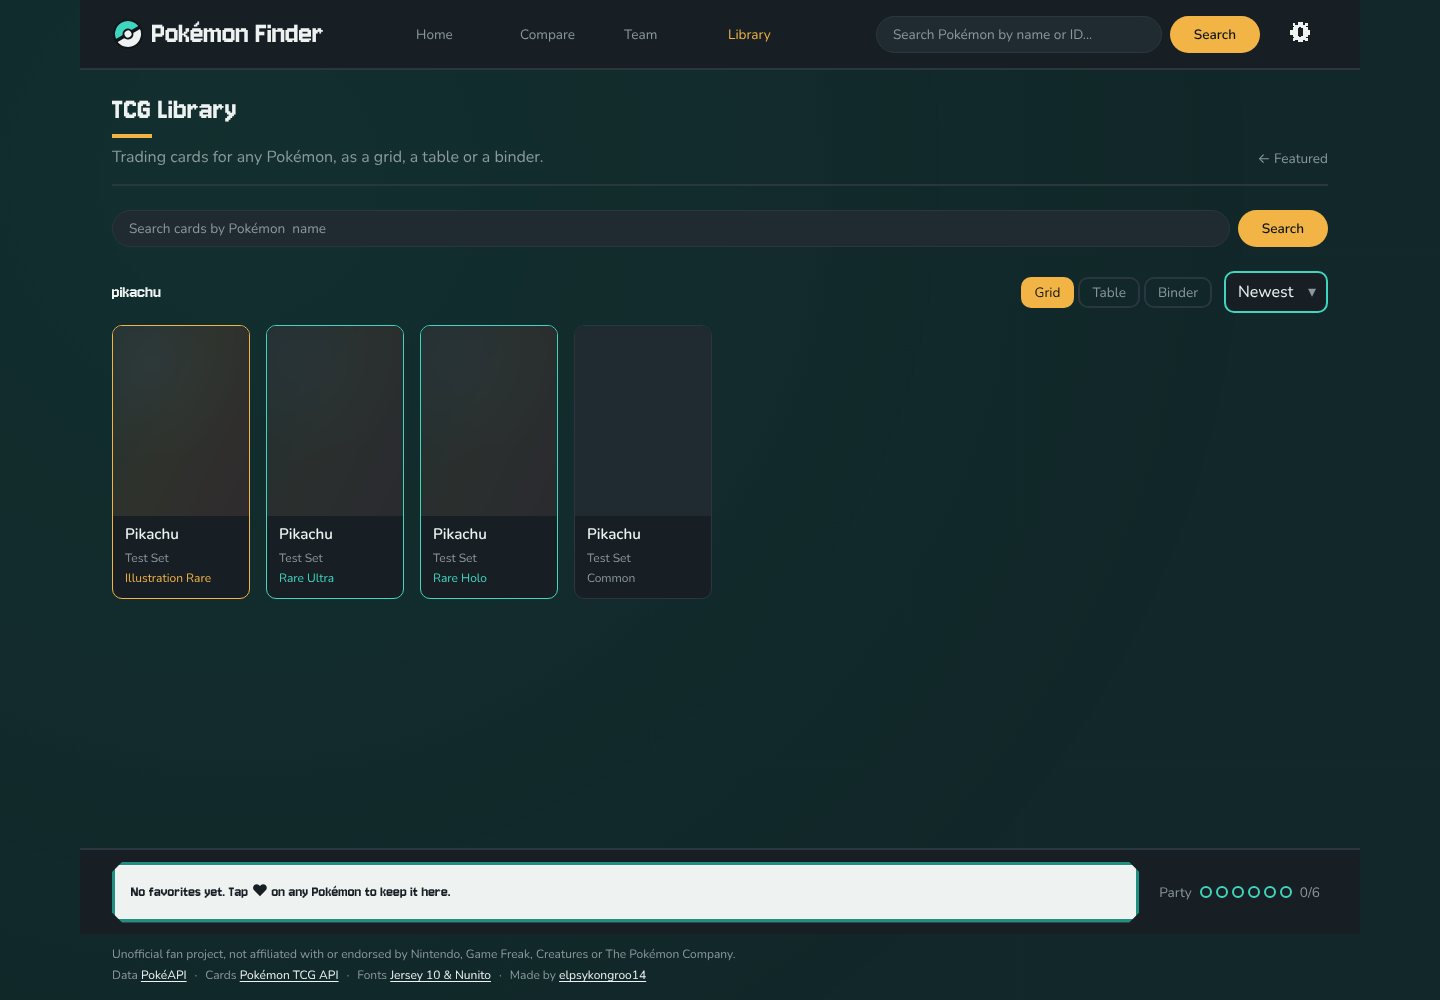 Pokémon Finder
Home
Compare
Team
Library
Search Pokémon by name or ID...
Search
TCG Library
Trading cards for any Pokémon, as a grid, a table or a binder.
← Featured
Search cards by Pokémon  name
Search
pikachu
Grid
Table
Binder
Newest ▾
Pikachu
Test Set
Illustration Rare
Pikachu
Test Set
Rare Ultra
Pikachu
Test Set
Rare Holo
Pikachu
Test Set
Common
No favorites yet. Tap ♥ on any Pokémon to keep it here.
Party
0/6
Unofficial fan project, not affiliated with or endorsed by Nintendo, Game Freak, Creatures or The Pokémon Company.
Data PokéAPI · Cards Pokémon TCG API · Fonts Jersey 10 & Nunito · Made by elpsykongroo14